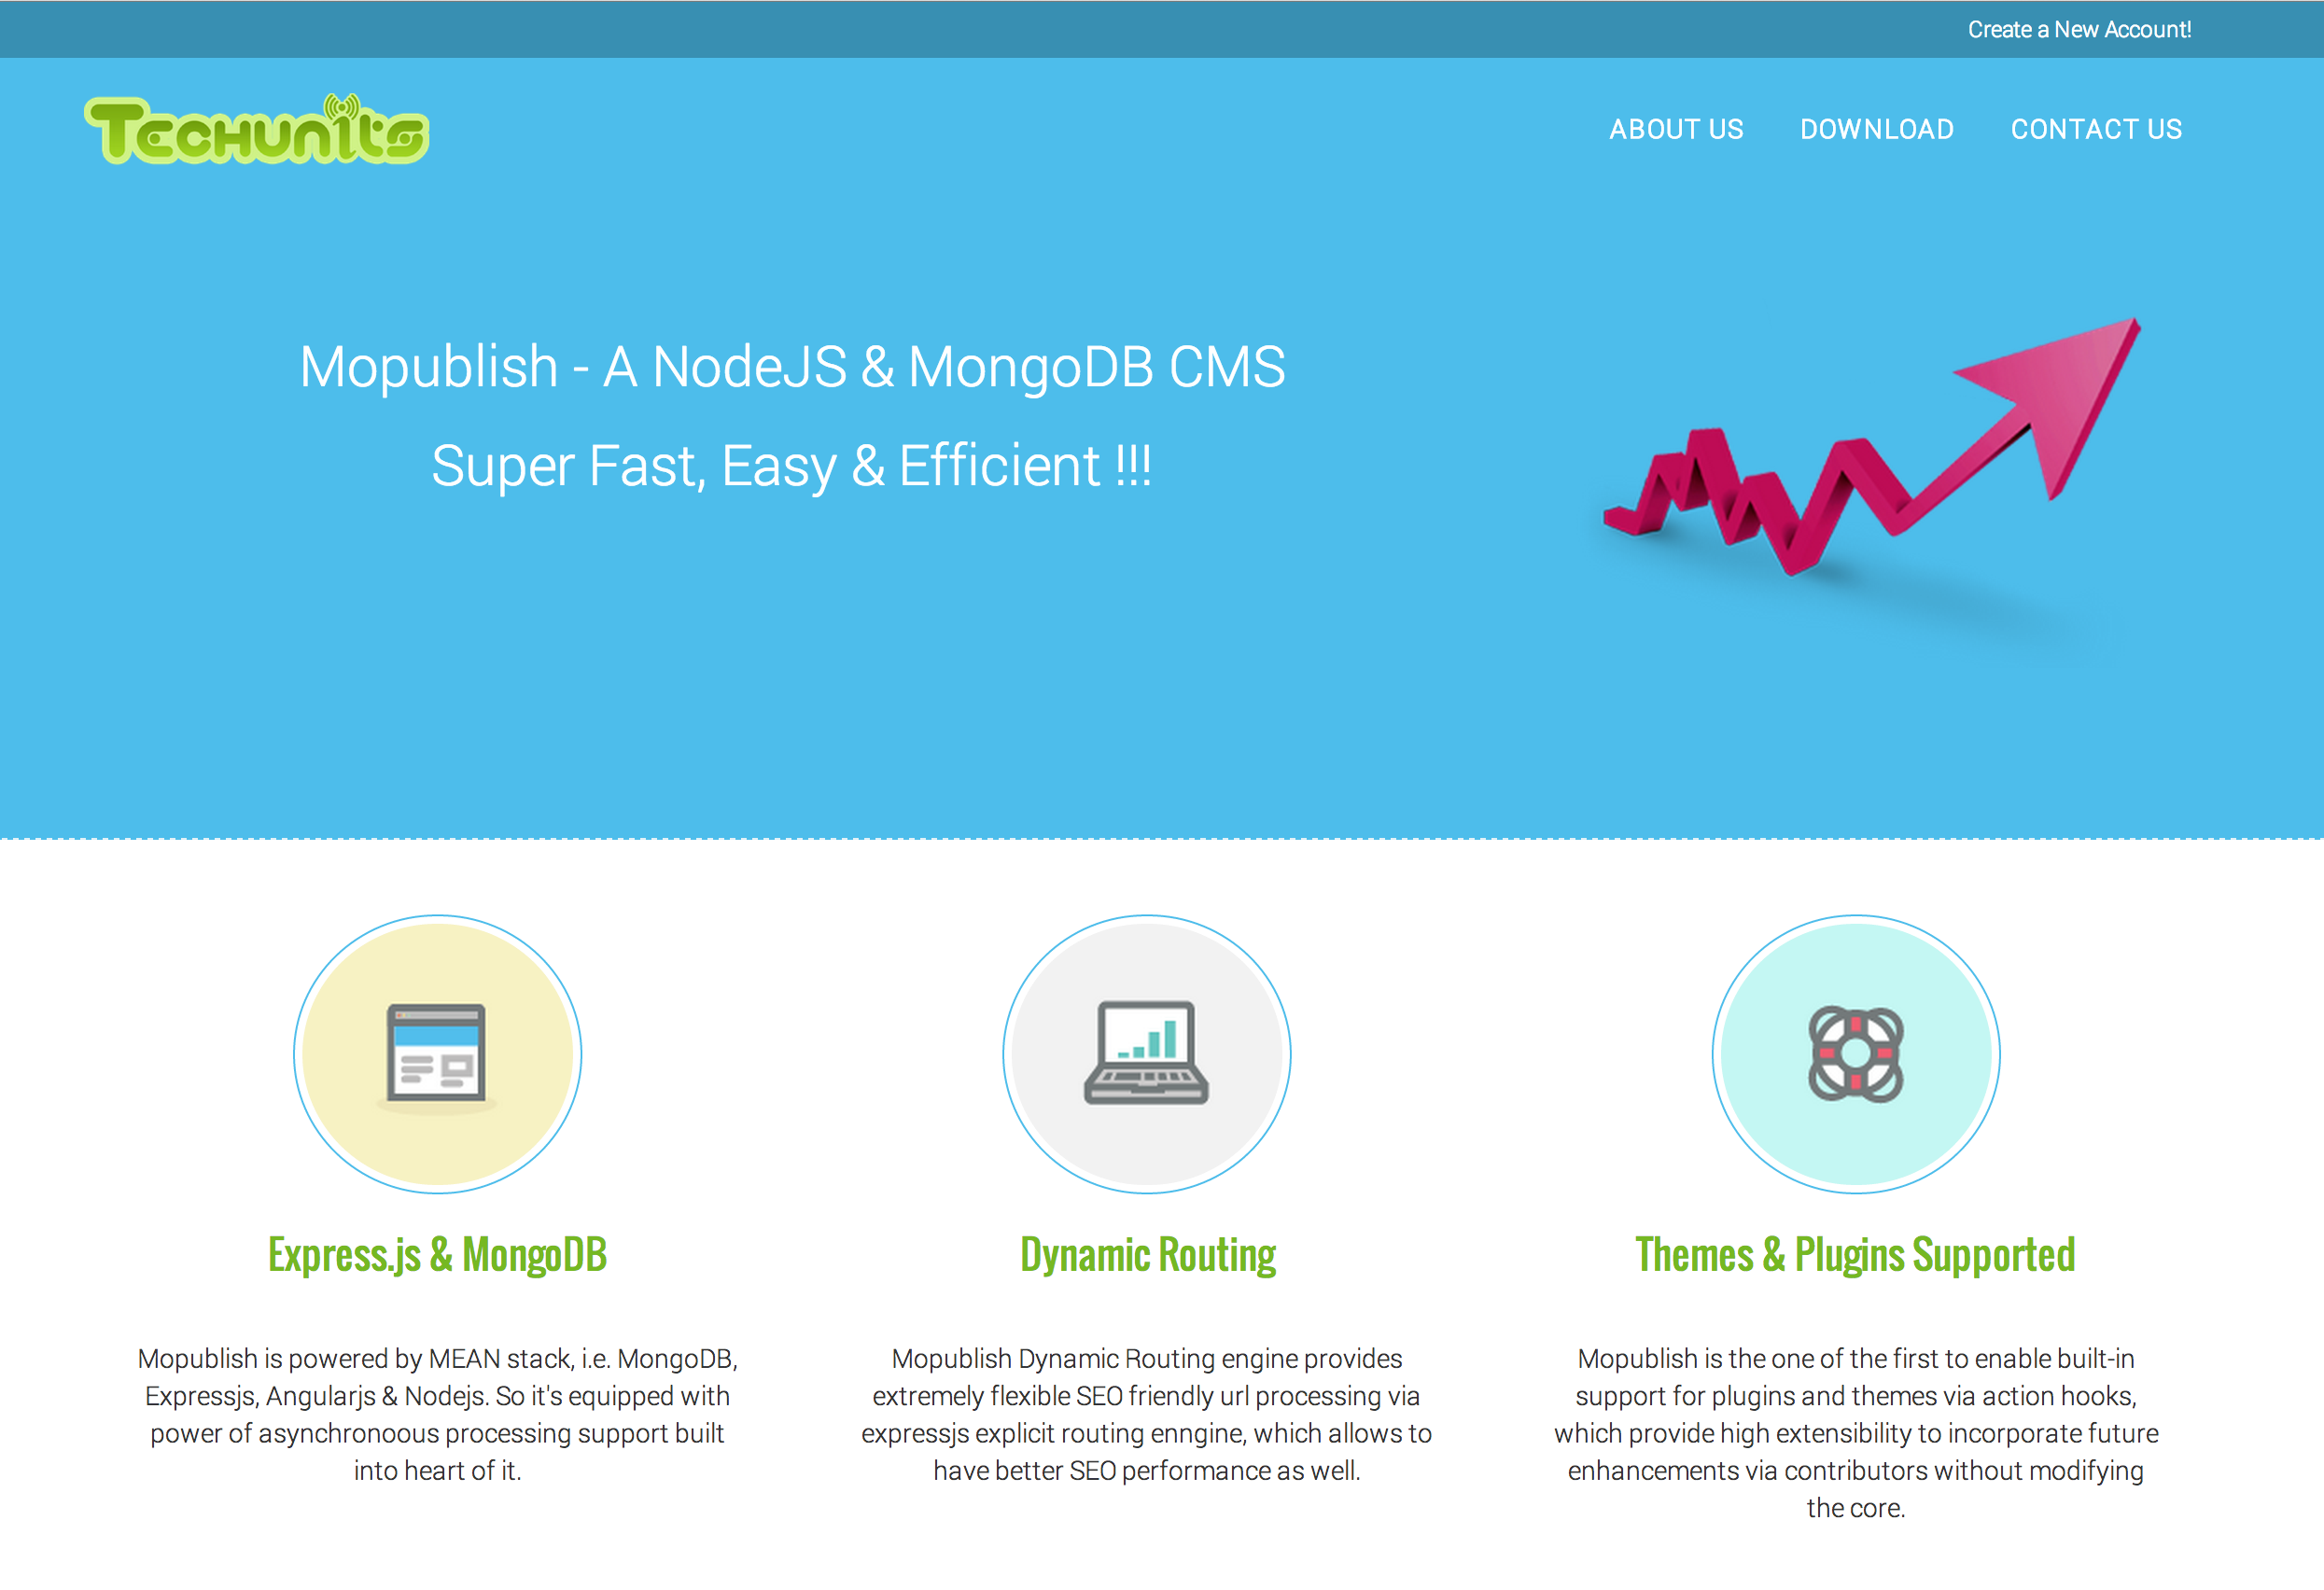 Create a New Account!
Techunits
ABOUT US DOWNLOAD CONTACT US
Mopublish - A NodeJS & MongoDB CMS
Super Fast, Easy & Efficient !!!
Express.js & MongoDB
Mopublish is powered by MEAN stack, i.e. MongoDB,
Expressjs, Angularjs & Nodejs. So it's equipped with
power of asynchronoous processing support built
into heart of it.
Dynamic Routing
Mopublish Dynamic Routing engine provides
extremely flexible SEO friendly url processing via
expressjs explicit routing enngine, which allows to
have better SEO performance as well.
Themes & Plugins Supported
Mopublish is the one of the first to enable built-in
support for plugins and themes via action hooks,
which provide high extensibility to incorporate future
enhancements via contributors without modifying
the core.